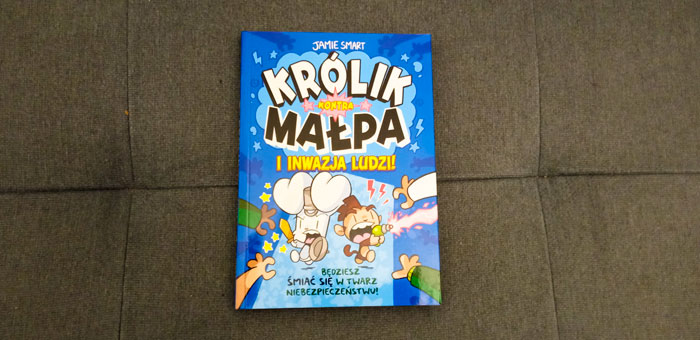 JAMIE SMART
KRÓLIK
KONTRA
MAŁPA
I INWAZJA LUDZI!
BĘDZIESZ
ŚMIAĆ SIĘ W TWARZ
NIEBEZPIECZEŃSTWU!